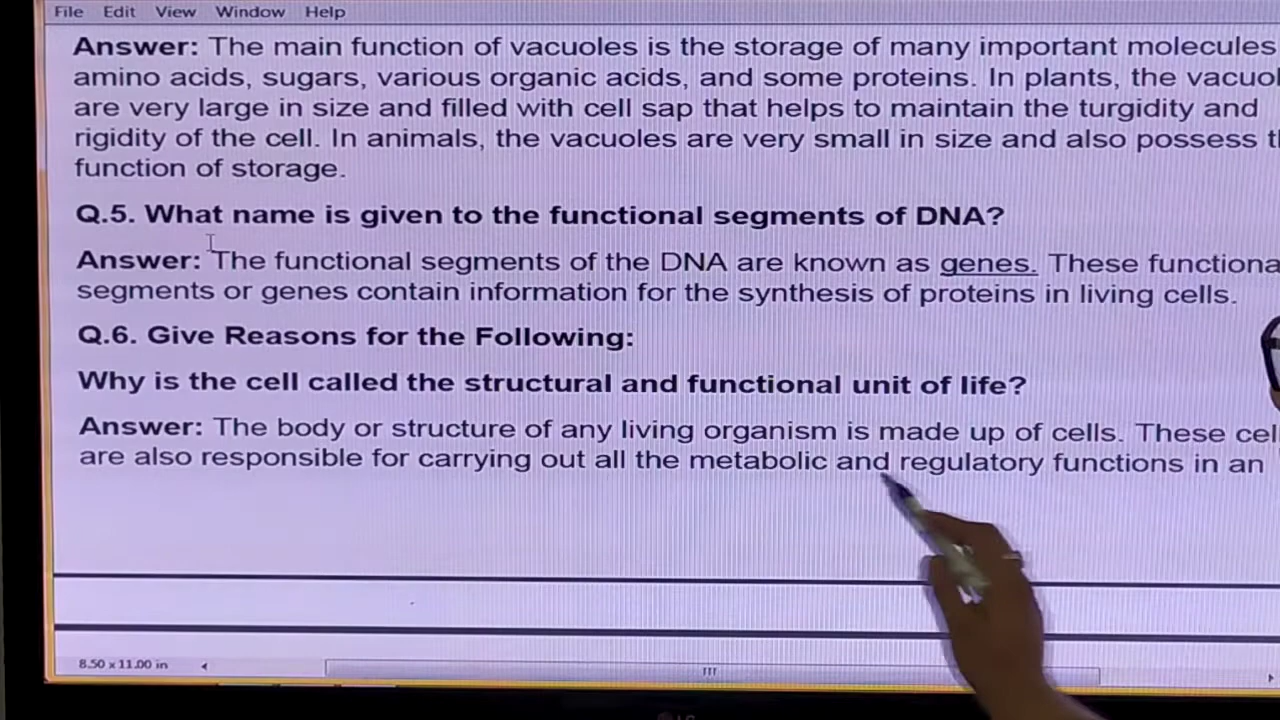 File Edit View Window Help
Answer: The main function of vacuoles is the storage of many important molecules
amino acids, sugars, various organic acids, and some proteins. In plants, the
are very large in size and filled with cell sap that helps to maintain the turgidity and
rigidity of the cell. In animals, the vacuoles are very small in size and also possess
function of storage.
Q.5. What name is given to the functional segments of DNA?
Answer: The functional segments of the DNA are known as genes. These
segments or genes contain information for the synthesis of proteins in living cells.
Q.6. Give Reasons for the Following:
Why is the cell called the structural and functional unit of life?
Answer: The body or structure of any living organism is made up of cells. These
are also responsible for carrying out all the metabolic and regulatory functions in an
8.50 x 11.00 in